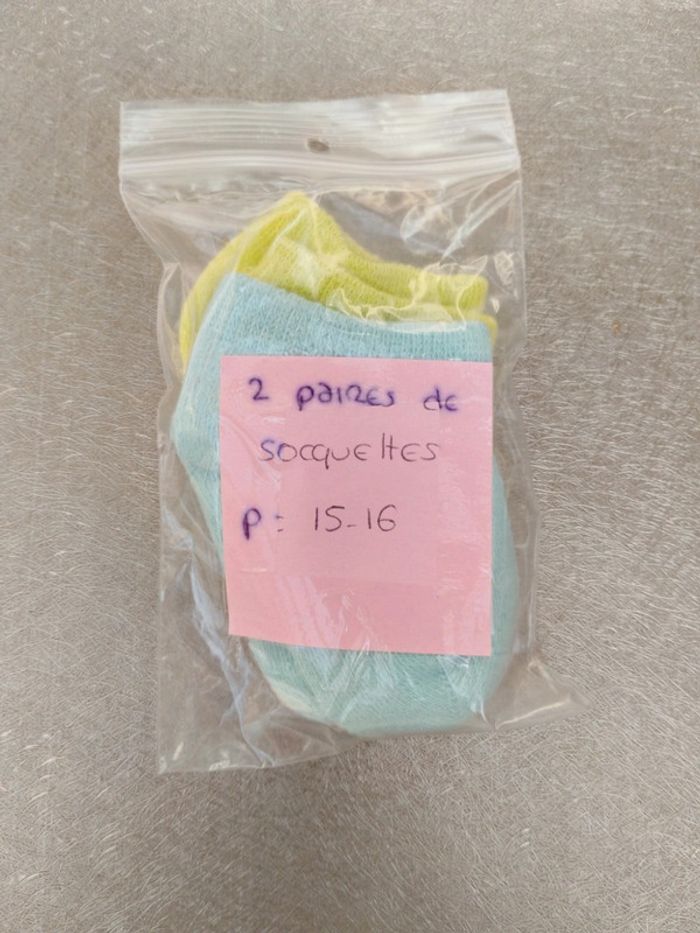 2 paires de
socquettes
P: 15-16